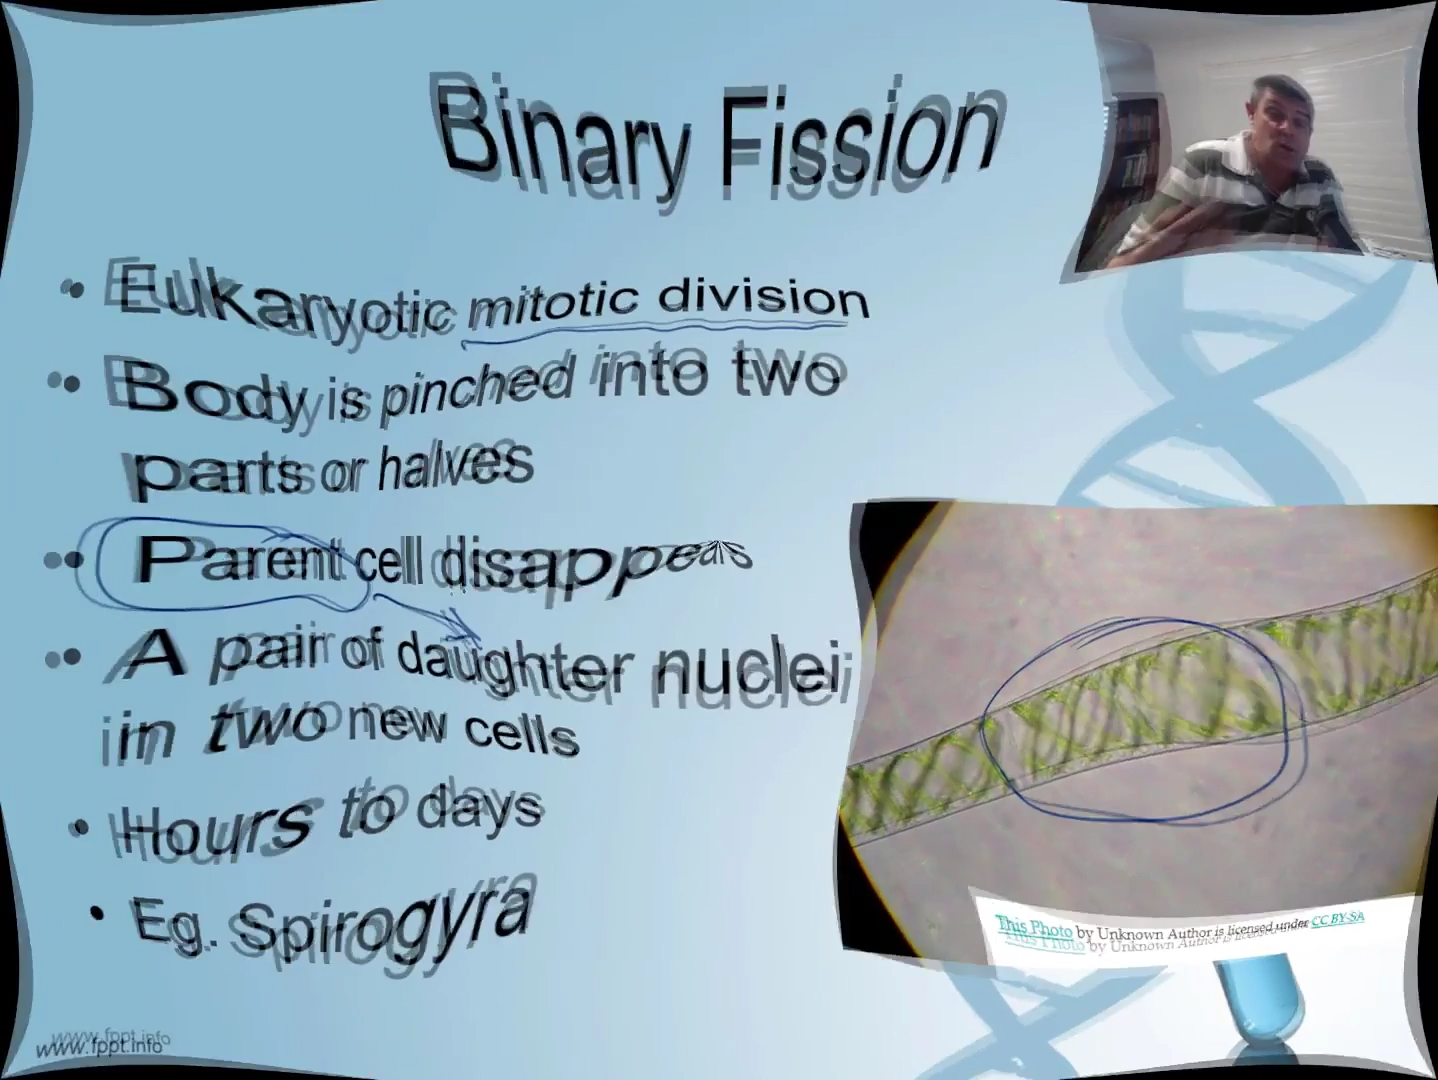 Binary Fission
• Eukaryotic mitotic division
• Body is pinched into two
parts or halves
• Parent cell disappears
• A pair of daughter nuclei
in two new cells
• Hours to days
• Eg. Spirogyra
This Photo by Unknown Author is licensed under CC BY-SA
www.fppt.info